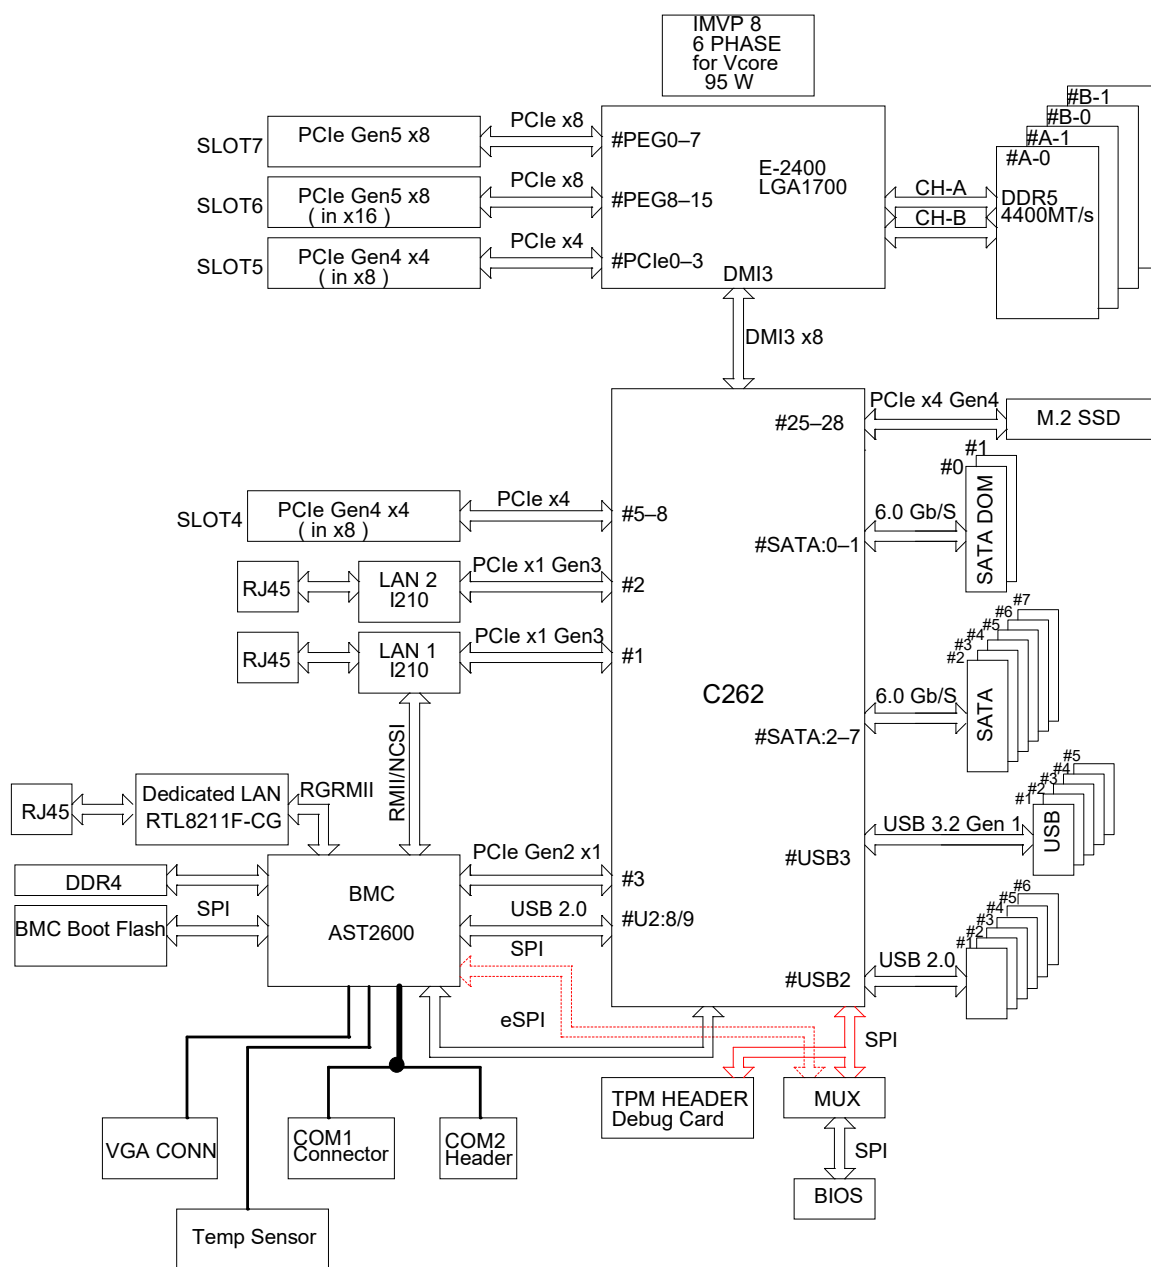 IMVP 8
6 PHASE
for Vcore
95 W
#B-1
#B-0
#A-1
#A-0
SLOT7
PCIe Gen5 x8
PCIe x8
#PEG0–7
E-2400
LGA1700
SLOT6
PCIe Gen5 x8
( in x16 )
PCIe x8
#PEG8–15
CH-A
CH-B
DDR5
4400MT/s
SLOT5
PCIe Gen4 x4
( in x8 )
PCIe x4
#PCIe0–3
DMI3
DMI3 x8
PCIe x4 Gen4
#25–28
M.2 SSD
#1
#0
SATA DOM
6.0 Gb/S
#SATA:0–1
SLOT4
PCIe Gen4 x4
( in x8 )
PCIe x4
#5–8
RJ45
LAN 2
I210
PCIe x1 Gen3
#2
RJ45
LAN 1
I210
PCIe x1 Gen3
#1
C262
#7
#6
#5
#4
#3
#2
SATA
6.0 Gb/S
#SATA:2–7
RMII/NCSI
RJ45
Dedicated LAN
RTL8211F-CG
RGRMII
#5
#4
#3
#2
#1
USB
USB 3.2 Gen 1
#USB3
DDR4
BMC Boot Flash
SPI
BMC
AST2600
PCIe Gen2 x1
#3
USB 2.0
#U2:8/9
SPI
#6
#5
#4
#3
#2
#1
USB 2.0
#USB2
eSPI
SPI
TPM HEADER
Debug Card
MUX
SPI
BIOS
VGA CONN
COM1
Connector
COM2
Header
Temp Sensor